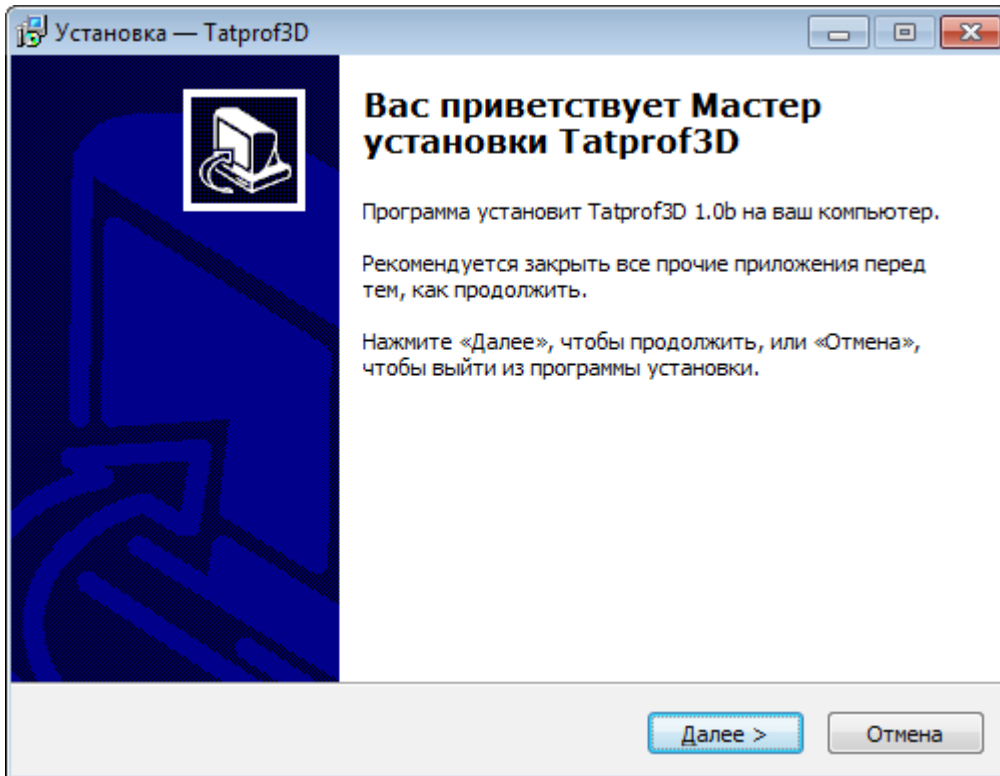 Установка — Tatprof3D
Вас приветствует Мастер
установки Tatprof3D
Программа установит Tatprof3D 1.0b на ваш компьютер.
Рекомендуется закрыть все прочие приложения перед
тем, как продолжить.
Нажмите «Далее», чтобы продолжить, или «Отмена»,
чтобы выйти из программы установки.
Далее >
Отмена